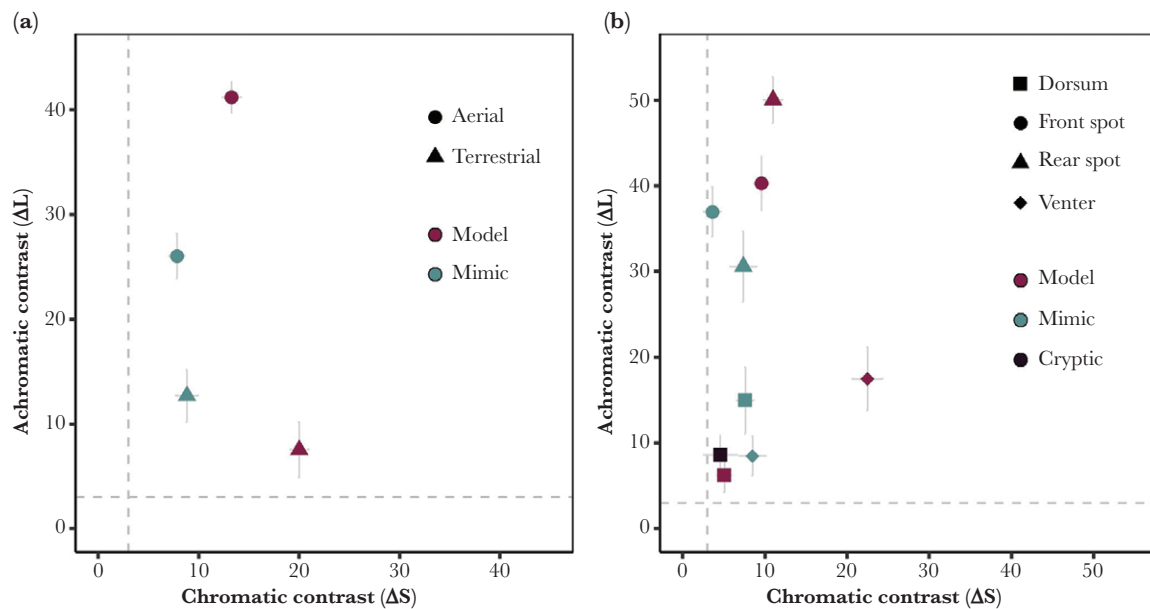 (a)
Achromatic contrast (ΔL)
40
30
20
10
0
0 10 20 30 40
Chromatic contrast (ΔS)
Aerial
Terrestrial
Model
Mimic
(b)
Achromatic contrast (ΔL)
50
40
30
20
10
0
0 10 20 30 40 50
Chromatic contrast (ΔS)
Dorsum
Front spot
Rear spot
Venter
Model
Mimic
Cryptic